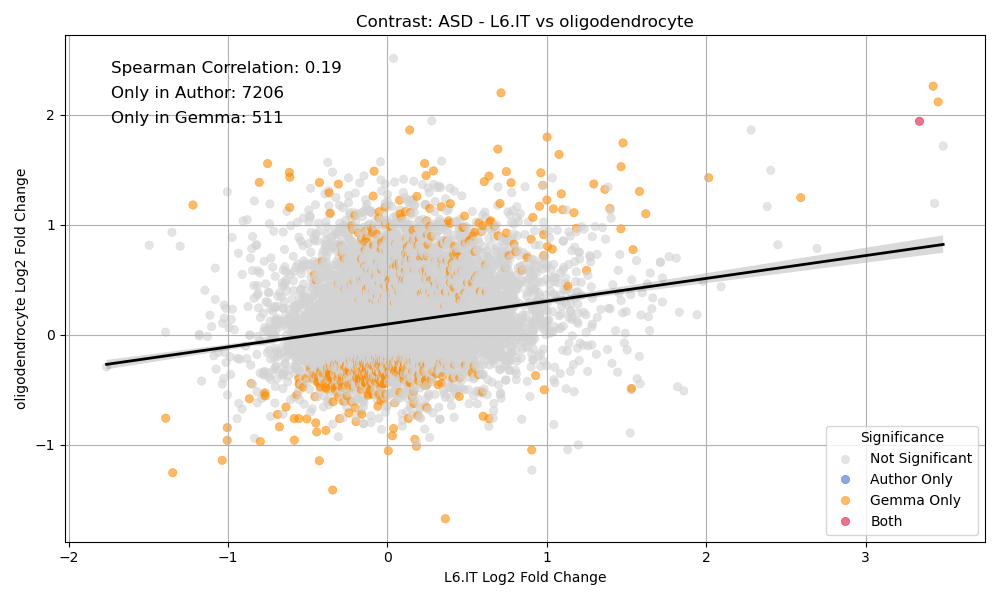 Contrast: ASD - L6.IT vs oligodendrocyte
Spearman Correlation: 0.19
Only in Author: 7206
Only in Gemma: 511
oligodendrocyte Log2 Fold Change
2
1
0
−1
Significance
Not Significant
Author Only
Gemma Only
Both
−2
−1
0
1
2
3
L6.IT Log2 Fold Change